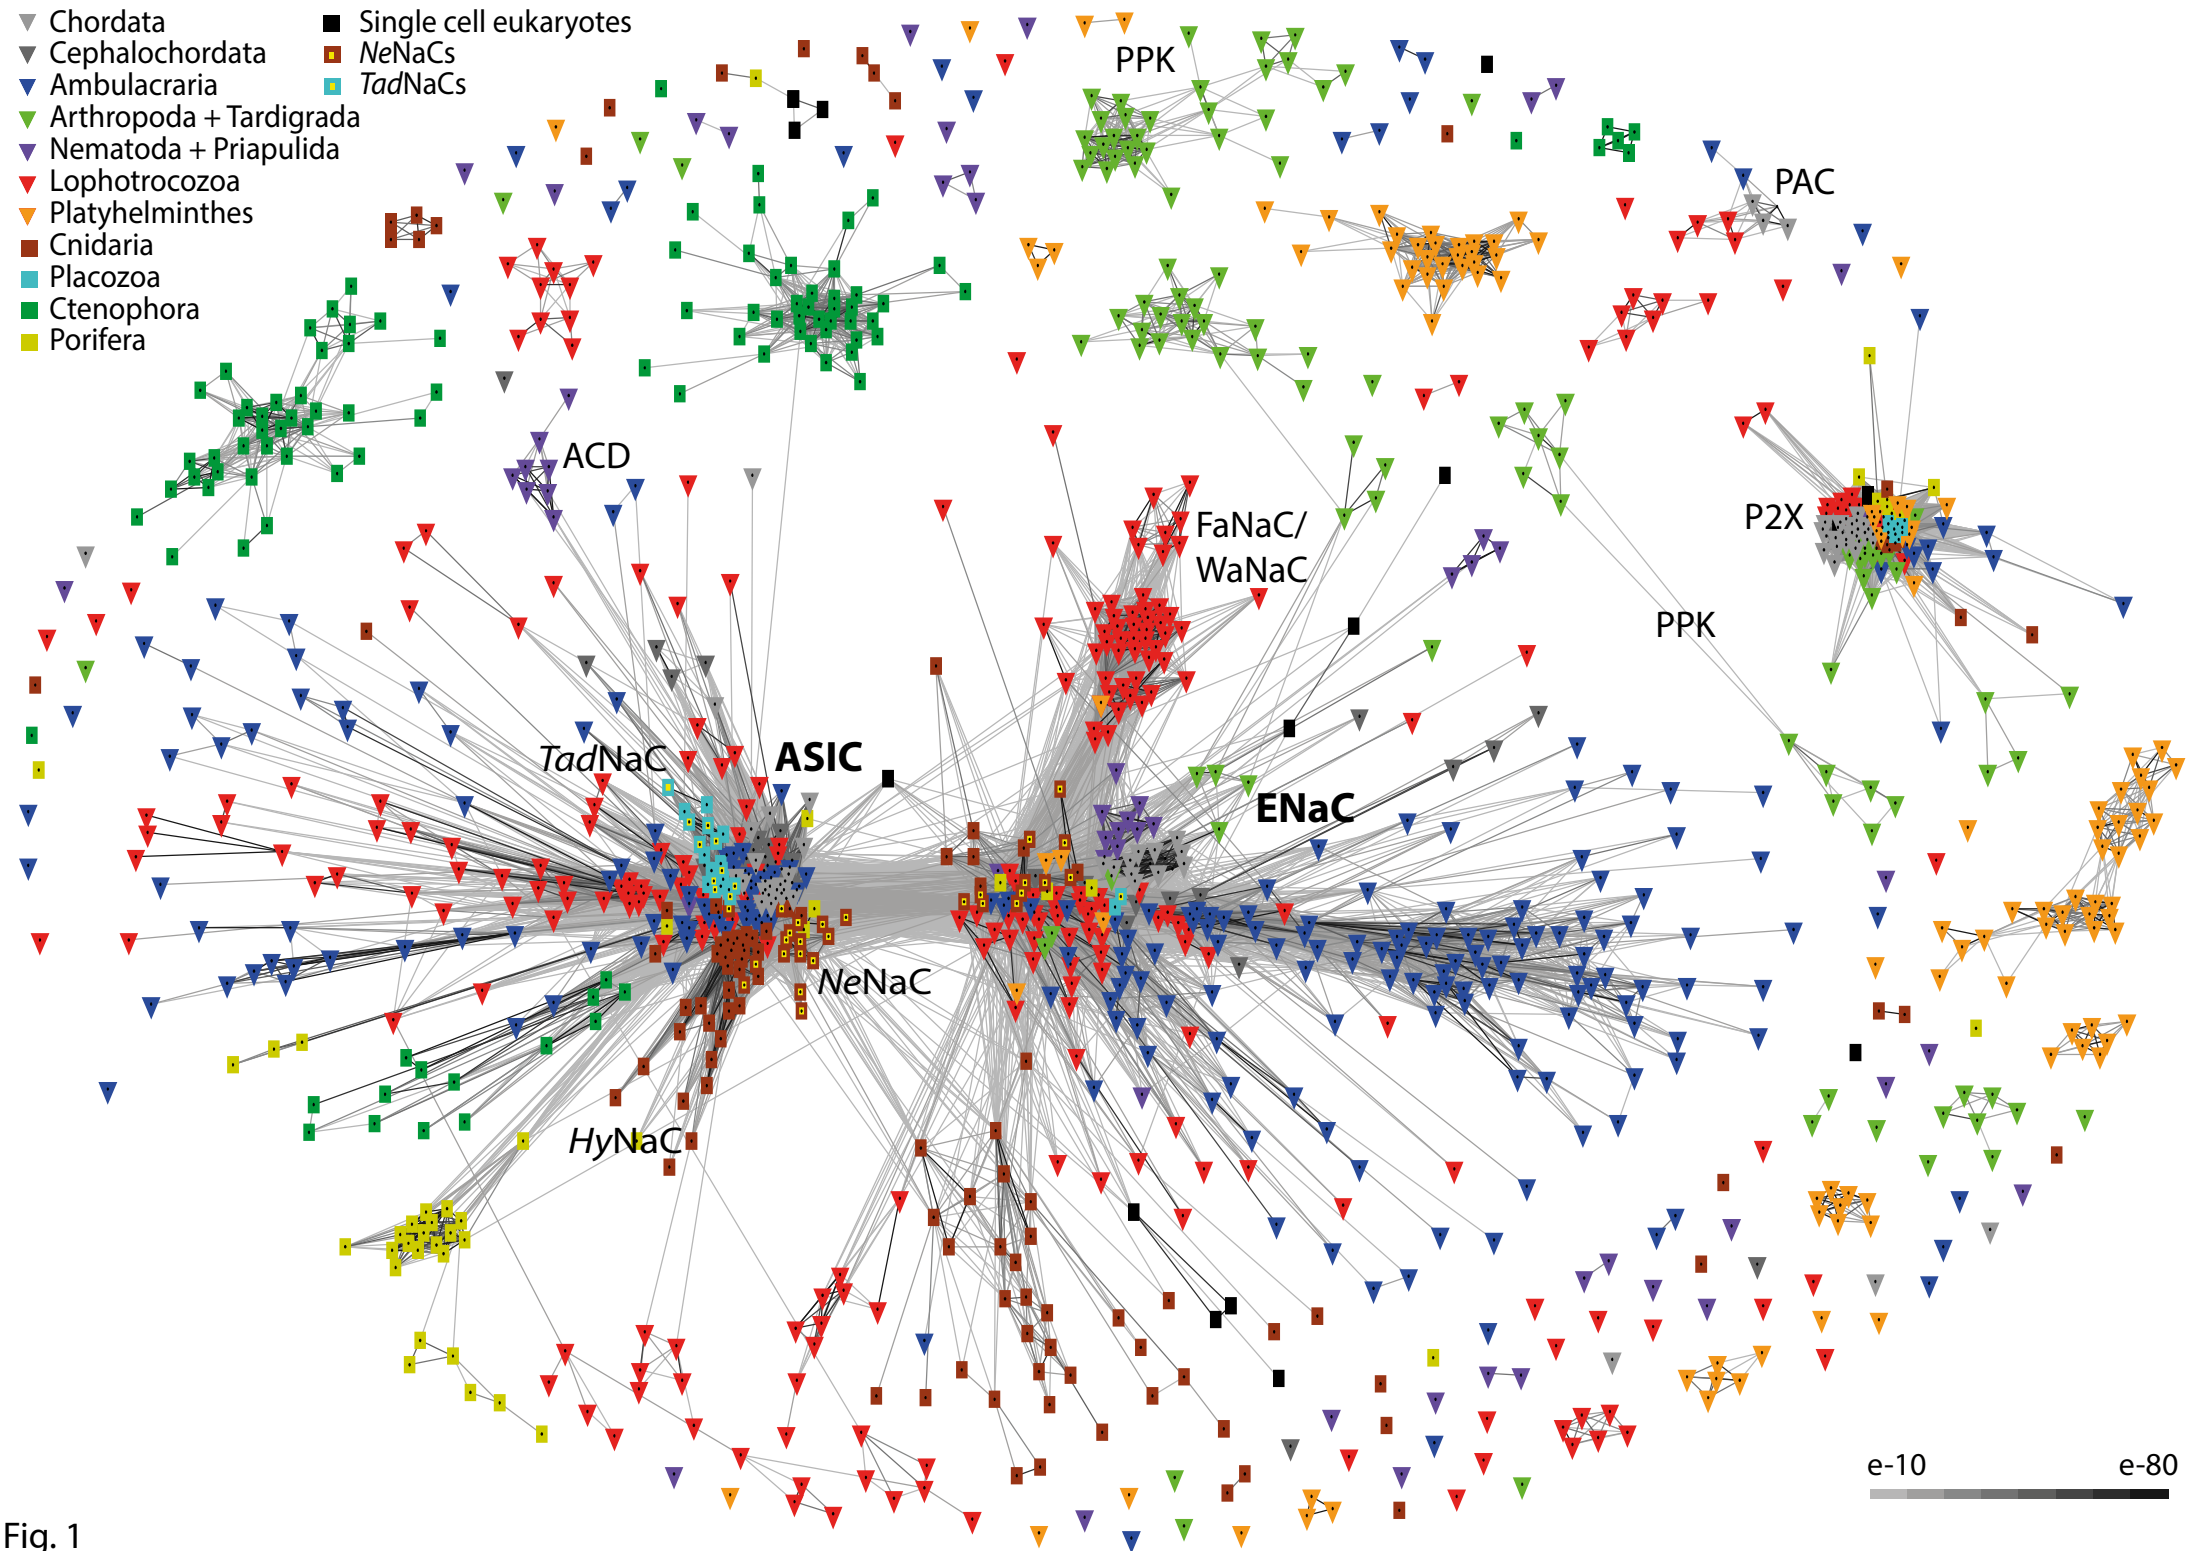 Chordata
Cephalochordata
Ambulacraria
Arthropoda + Tardigrada
Nematoda + Priapulida
Lophotrocozoa
Platyhelminthes
Cnidaria
Placozoa
Ctenophora
Porifera
Single cell eukaryotes
NeNaCs
TadNaCs
PPK
PAC
ACD
FaNaC/
WaNaC
P2X
PPK
TadNaC
ASIC
ENaC
NeNaC
HyNaC
e-10 e-80
Fig. 1